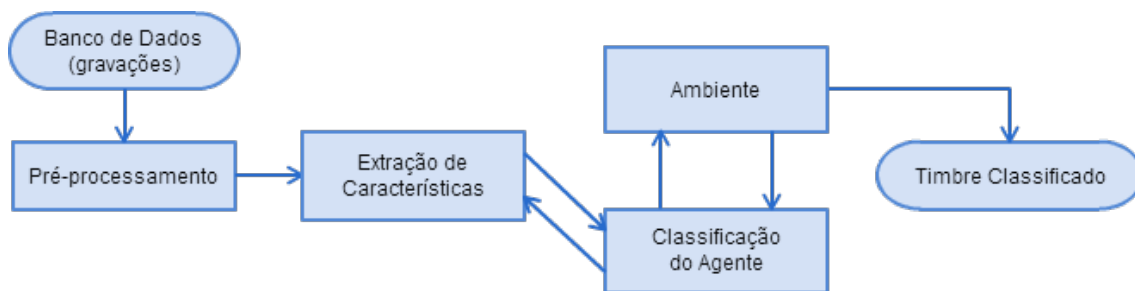 Banco de Dados
(gravações)
Pré-processamento
Extração de
Características
Ambiente
Classificação
do Agente
Timbre Classificado